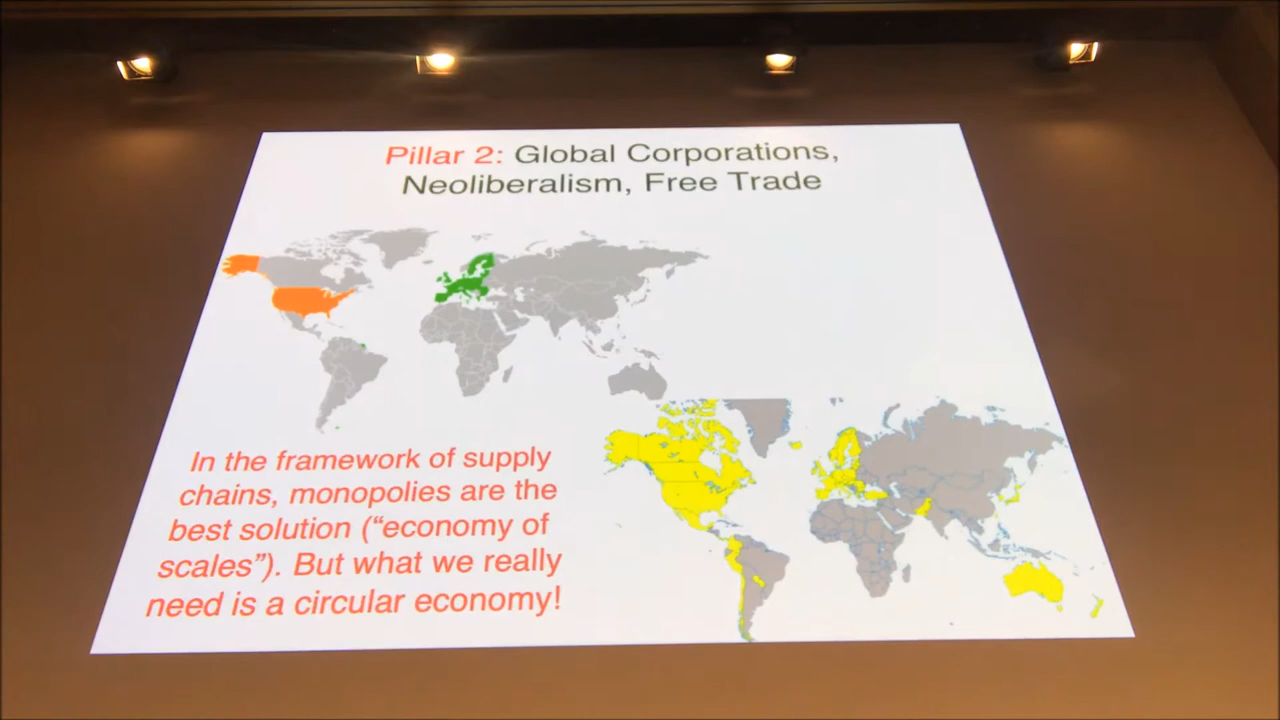 Pillar 2: Global Corporations,
Neoliberalism, Free Trade
In the framework of supply
chains, monopolies are the
best solution (“economy of
scales”). But what we really
need is a circular economy!